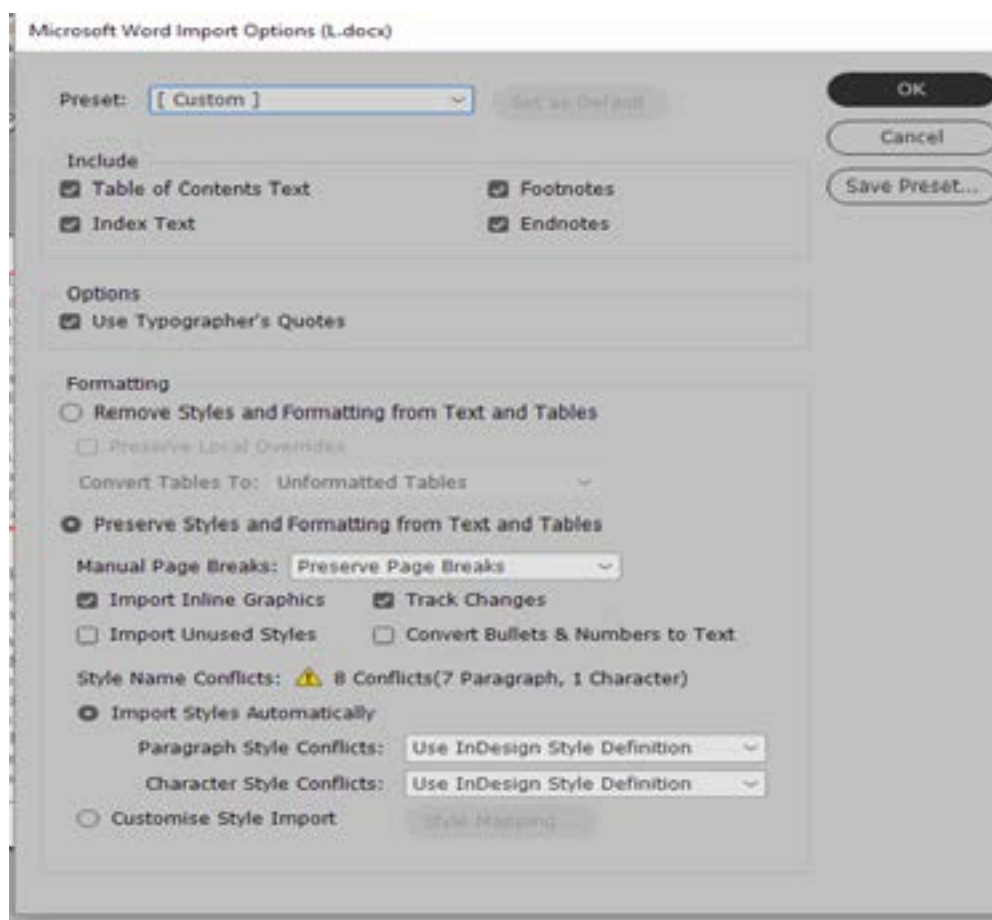 Microsoft Word Import Options (L.docx)
Preset: [ Custom ] Set as Default
OK
Cancel
Save Preset...
Include
Table of Contents Text Footnotes
Index Text Endnotes
Options
Use Typographer's Quotes
Formatting
Remove Styles and Formatting from Text and Tables
Preserve Local Overrides
Convert Tables To: Unformatted Tables
Preserve Styles and Formatting from Text and Tables
Manual Page Breaks: Preserve Page Breaks
Import Inline Graphics Track Changes
Import Unused Styles Convert Bullets & Numbers to Text
Style Name Conflicts: 8 Conflicts(7 Paragraph, 1 Character)
Import Styles Automatically
Paragraph Style Conflicts: Use InDesign Style Definition
Character Style Conflicts: Use InDesign Style Definition
Customise Style Import Style Mapping...